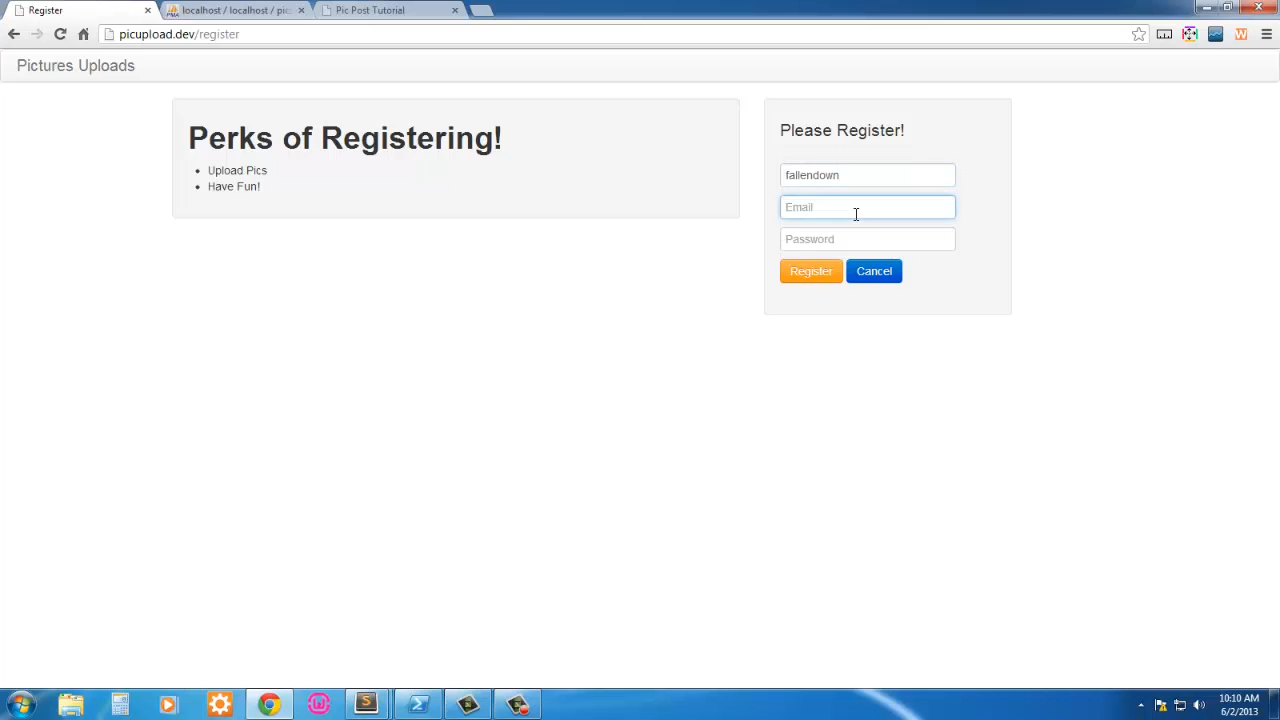 Register
localhost / localhost / pic
Pic Post Tutorial
picupload.dev/register
Pictures Uploads
Perks of Registering!
Upload Pics
Have Fun!
Please Register!
fallendown
Email
Password
Register Cancel
10:10 AM
6/2/2013